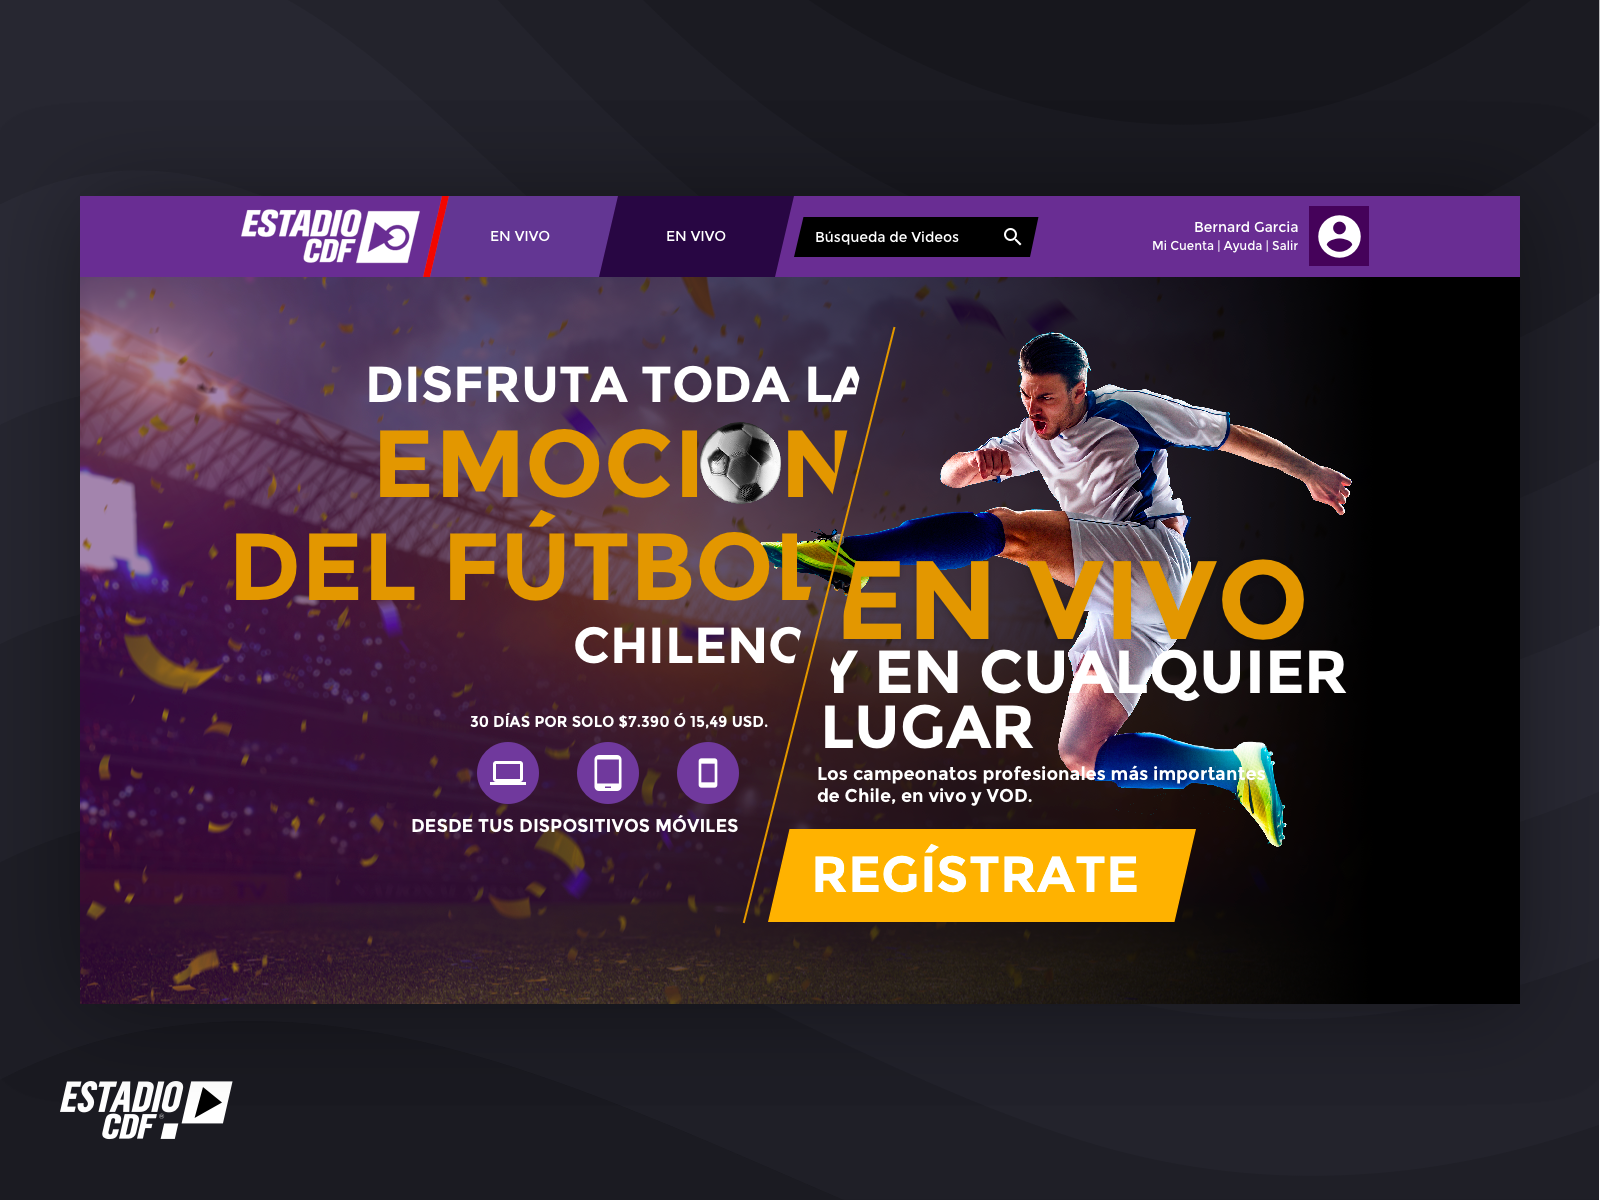 ESTADIO
CDF
EN VIVO
EN VIVO
Búsqueda de Videos
Bernard Garcia
Mi Cuenta | Ayuda | Salir
DISFRUTA TODA LA
EMOCION
DEL FÚTBOL
CHILENO
30 DÍAS POR SOLO $7.390 Ó 15,49 USD.
DESDE TUS DISPOSITIVOS MÓVILES
EN VIVO
Y EN CUALQUIER
LUGAR
Los campeonatos profesionales más importantes
de Chile, en vivo y VOD.
REGÍSTRATE
ESTADIO
CDF